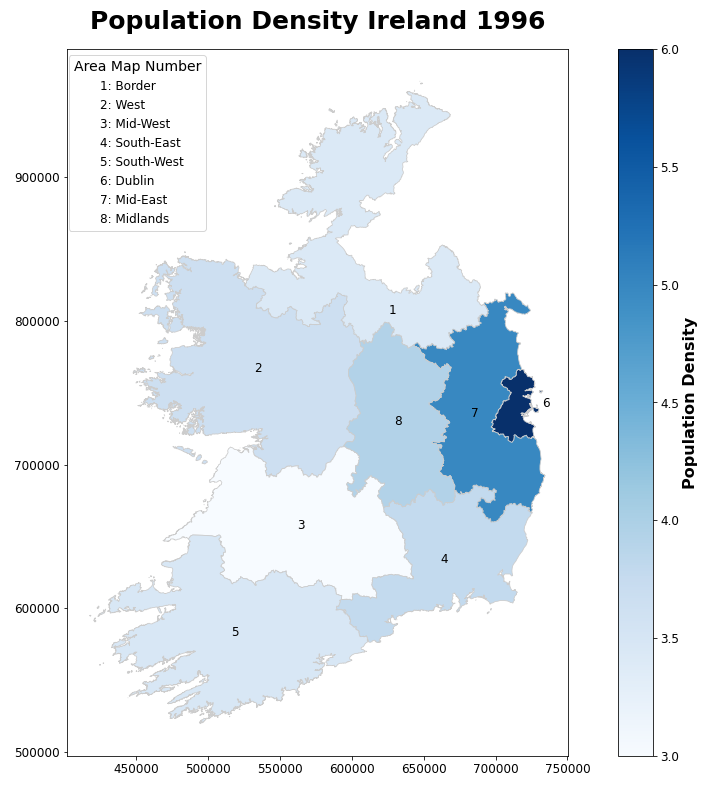 Population Density Ireland 1996
Area Map Number
1: Border
2: West
3: Mid-West
4: South-East
5: South-West
6: Dublin
7: Mid-East
8: Midlands
900000
800000
700000
600000
500000
450000 500000 550000 600000 650000 700000 750000
1
2
3
4
5
6
7
8
6.0
5.5
5.0
4.5
4.0
3.5
3.0
Population Density